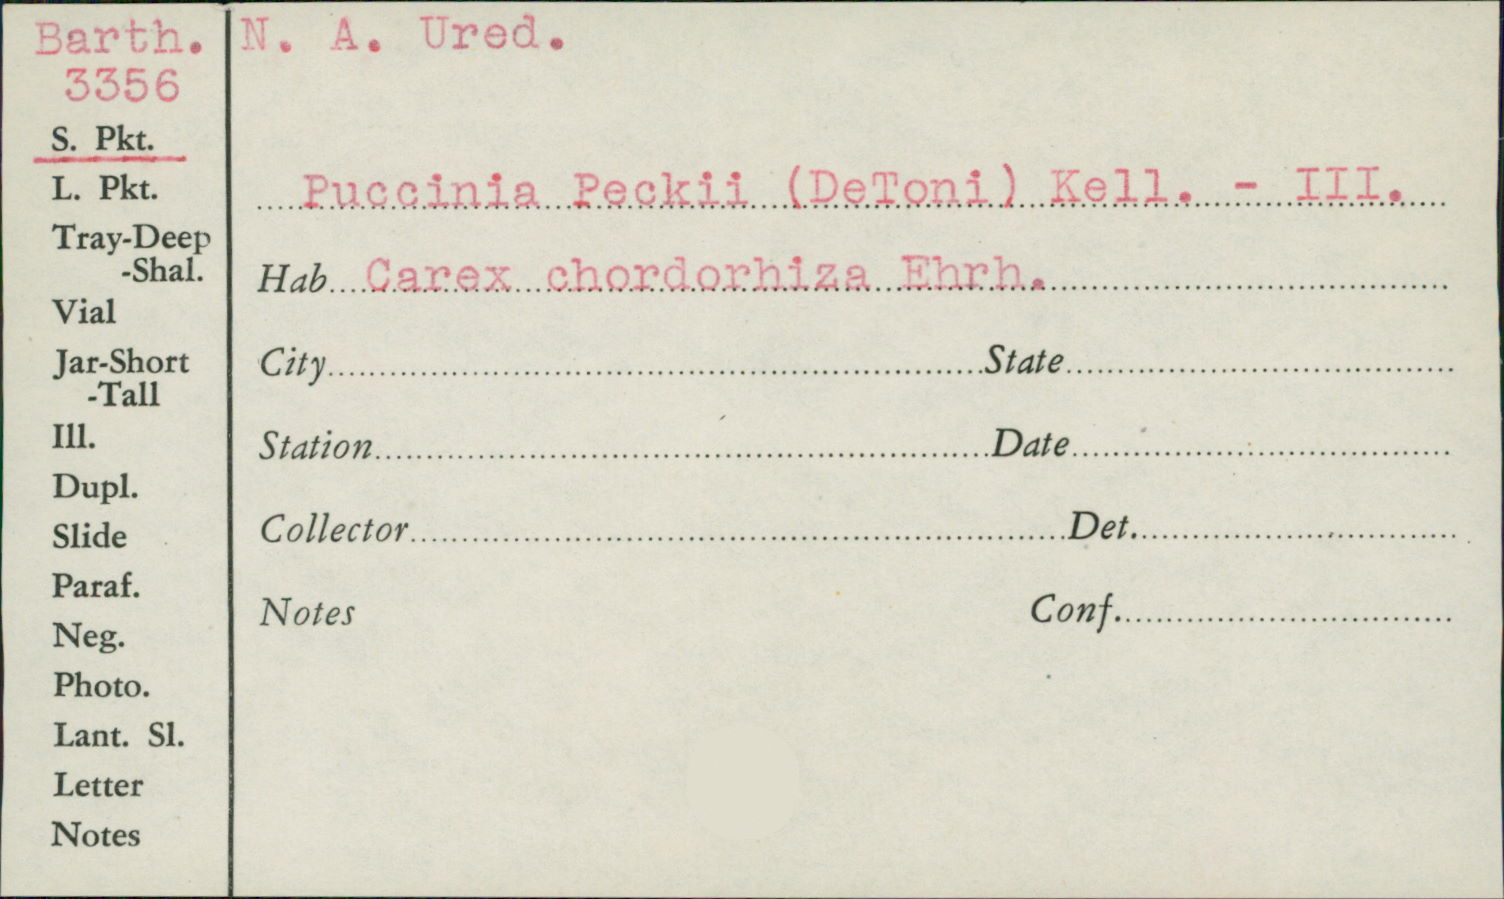 Barth. N. A. Ured.
3356
S. Pkt.
L. Pkt.
Tray-Deep
-Shal.
Vial
Jar-Short
-Tall
Ill.
Dupl.
Slide
Paraf.
Neg.
Photo.
Lant. Sl.
Letter
Notes
Puccinia Peckii (DeToni) Kell. - III.
Hab. Carex chordorhiza Ehrh.
City State
Station Date
Collector Det.
Notes Conf.